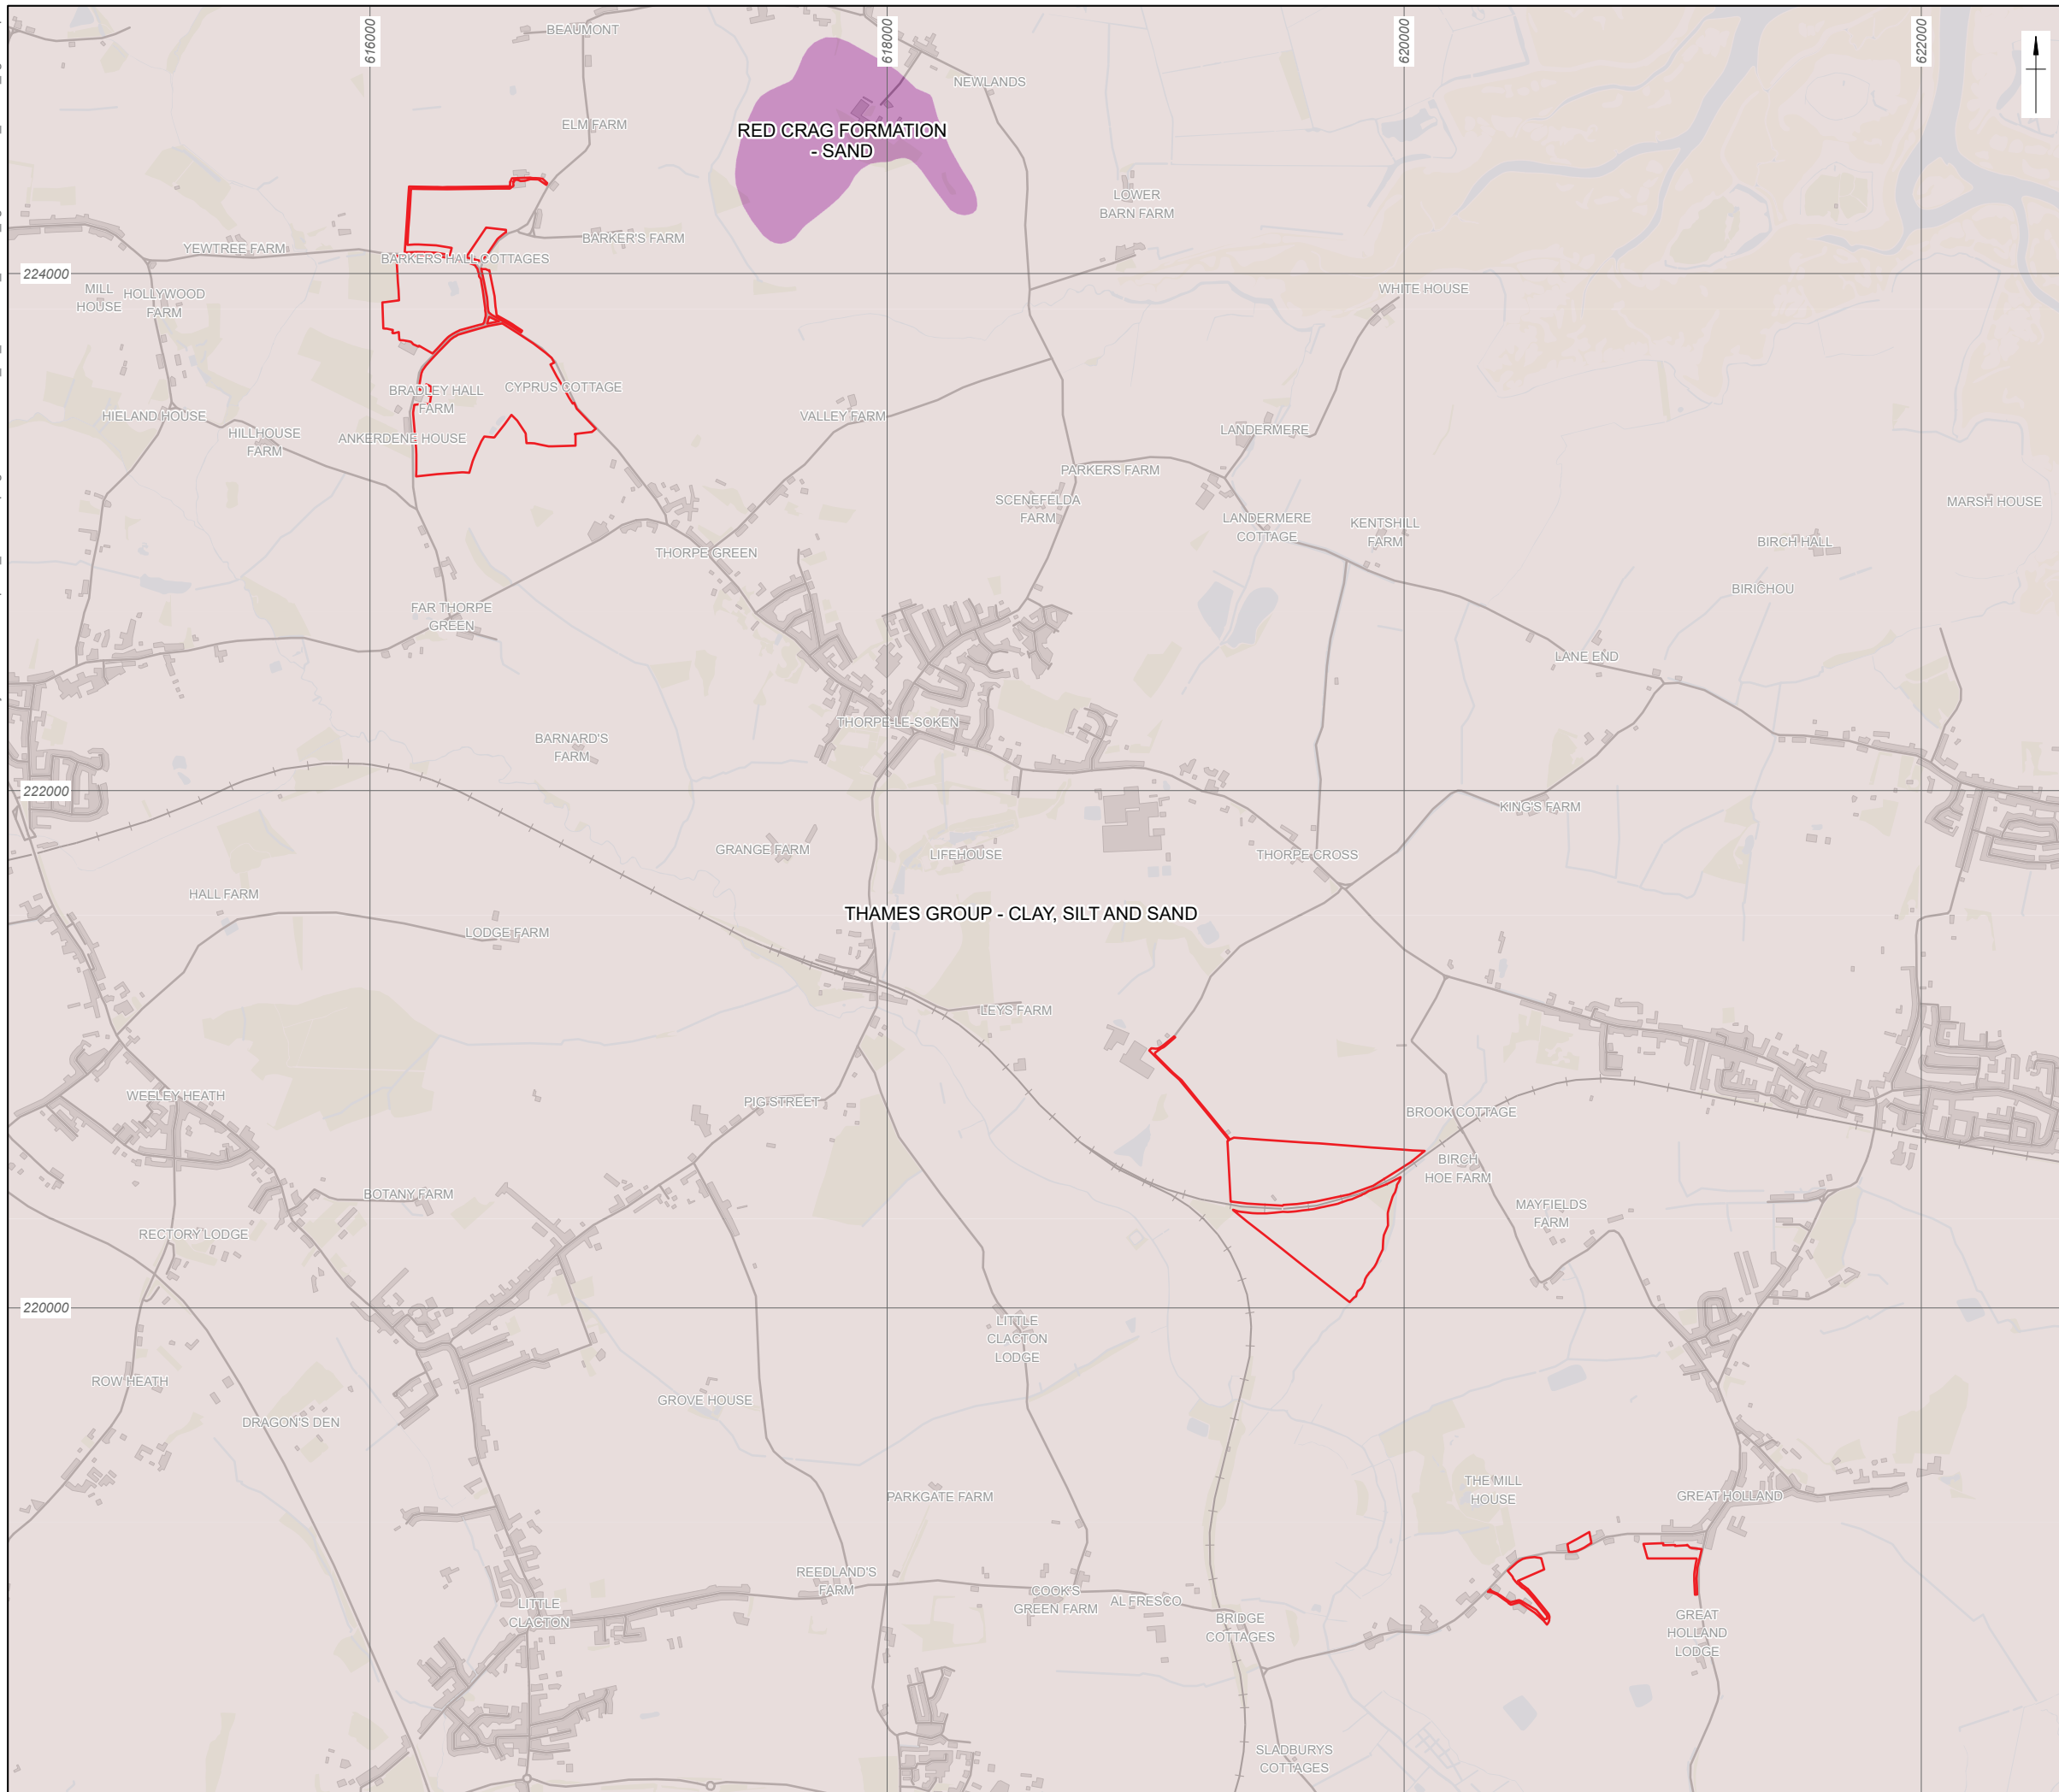 616000
618000
620000
622000
BEAUMONT
NEWLANDS
ELM FARM
RED CRAG FORMATION
- SAND
LOWER
BARN FARM
BARKER'S FARM
YEWTREE FARM
BARKERS HALL COTTAGES
224000
MILL
HOUSE
HOLLYWOOD
FARM
WHITE HOUSE
BRADLEY HALL
FARM
CYPRUS COTTAGE
HIELAND HOUSE
VALLEY FARM
HILLHOUSE
FARM
ANKERDENE HOUSE
LANDERMERE
PARKERS FARM
SCENEFELDA
FARM
MARSH HOUSE
LANDERMERE
COTTAGE
KENTSHILL
FARM
BIRCH HALL
THORPE GREEN
BIRICHOU
FAR THORPE
GREEN
LANE END
THORPE-LE-SOKEN
BARNARD'S
FARM
222000
KING'S FARM
GRANGE FARM
LIFEHOUSE
THORPE CROSS
HALL FARM
THAMES GROUP - CLAY, SILT AND SAND
LODGE FARM
LEYS FARM
WEELEY HEATH
PIG STREET
BROOK COTTAGE
BIRCH
HOE FARM
BOTANY FARM
MAYFIELDS
FARM
RECTORY LODGE
220000
LITTLE
CLACTON
LODGE
ROW HEATH
GROVE HOUSE
DRAGON'S DEN
THE MILL
HOUSE
PARKGATE FARM
GREAT HOLLAND
REEDLAND'S
FARM
COOK'S
GREEN FARM
AL FRESCO
LITTLE
CLACTON
BRIDGE
COTTAGES
GREAT
HOLLAND
LODGE
SLADBURYS
COTTAGES